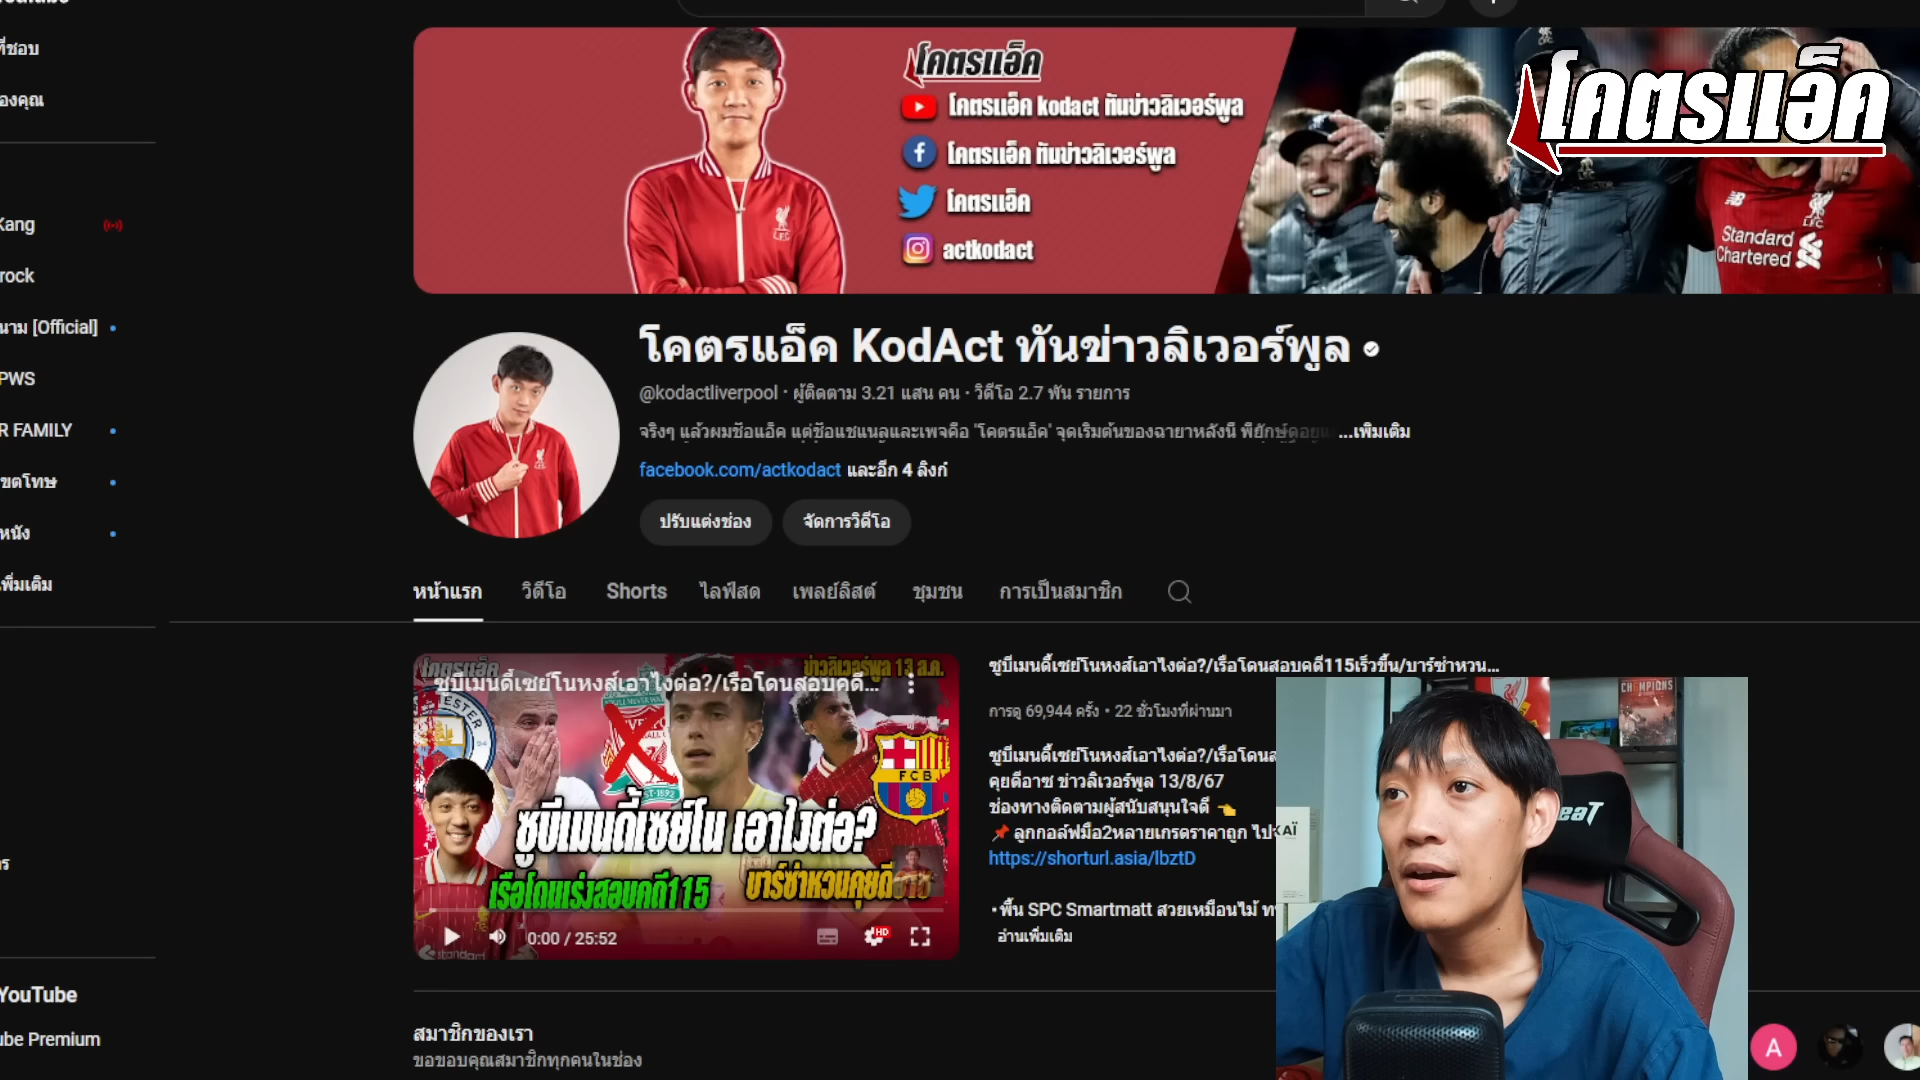 ที่ชอบ
องคุณ
Kang
rock
นาม [Official]
PWS
R FAMILY
ขตโทษ
หนัง
เพิ่มเติม
YouTube
ube Premium
โคตรแอ็ค
โคตรแอ็ค kodact ทันข่าวลิเวอร์พูล
โคตรแอ็ค ทันข่าวลิเวอร์พูล
โคตรแอ็ค
actkodact
LFC
Standard
Chartered
โคตรแอ็ค
โคตรแอ็ค KodAct ทันข่าวลิเวอร์พูล
@kodactliverpool · ผู้ติดตาม 3.21 แสน คน · วิดีโอ 2.7 พัน รายการ
จริงๆ แล้วผมชื่อแอ็ค แต่ชื่อแชแนลและเพจคือ 'โคตรแอ็ค' จุดเริ่มต้นของฉายาหลังนี้ ...เพิ่มเติม
facebook.com/actkodact และอีก 4 ลิงก์
ปรับแต่งช่อง จัดการวิดีโอ
หน้าแรก วิดีโอ Shorts ไลฟ์สด เพลย์ลิสต์ ชุมชน การเป็นสมาชิก
โคตรแอ็ค
ข่าวลิเวอร์พูล 13 ส.ค.
ซูบีเมนดี้เซย์โนหงส์เอาไงต่อ?/เรือโดนสอบคดี...
FCB
ซูบีเมนดี้เซย์โน เอาไงต่อ?
เรือโดนเร่งสอบคดี115
บาร์ซ่าหวนคุยดีอาซ
0:00 / 25:52
HD
ซูบีเมนดี้เซย์โนหงส์เอาไงต่อ?/เรือโดนสอบคดี115เร็วขึ้น/บาร์ซ่าหวน...
การดู 69,944 ครั้ง · 22 ชั่วโมงที่ผ่านมา
ซูบีเมนดี้เซย์โนหงส์เอาไงต่อ?/เรือโดนส
คุยดีอาซ ข่าวลิเวอร์พูล 13/8/67
ช่องทางติดตามผู้สนับสนุนใจดี 👈
📌 ลูกกอล์ฟมือ2หลายเกรดราคาถูก ไป
https://shorturl.asia/lbztD
• พื้น SPC Smartmatt สวยเหมือนไม้ ท
อ่านเพิ่มเติม
CHAMPIONS
สมาชิกของเรา
ขอขอบคุณสมาชิกทุกคนในช่อง
A